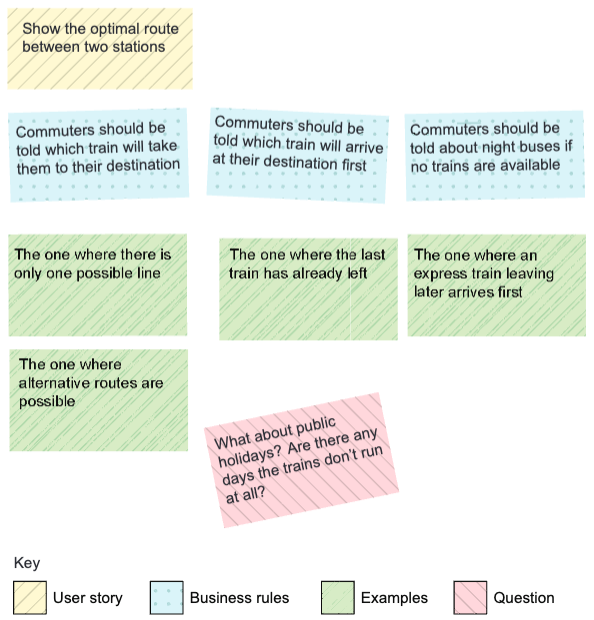 Show the optimal route
between two stations
Commuters should be
told which train will take
them to their destination
Commuters should be
told which train will arrive
at their destination first
Commuters should be
told about night buses if
no trains are available
The one where there is
only one possible line
The one where the last
train has already left
The one where an
express train leaving
later arrives first
The one where
alternative routes are
possible
What about public
holidays? Are there any
days the trains don't run
at all?
Key
User story
Business rules
Examples
Question